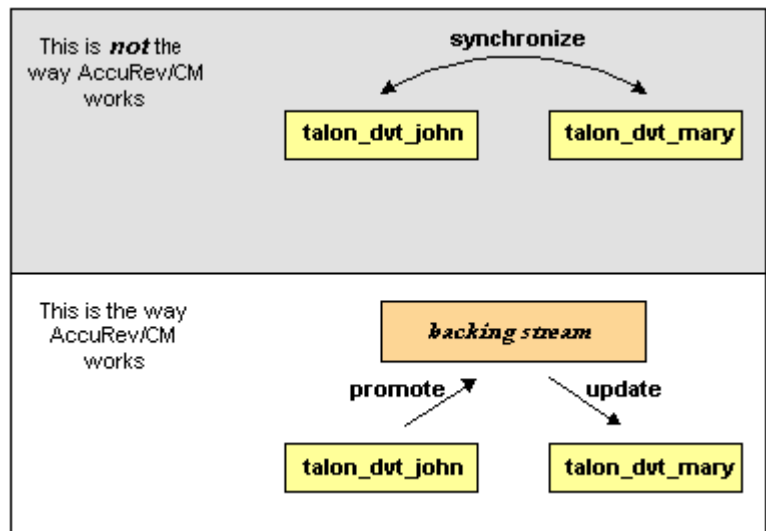 This is not the
way AccuRev/CM
works
synchronize
talon_dvt_john
talon_dvt_mary
This is the way
AccuRev/CM
works
backing stream
promote
update
talon_dvt_john
talon_dvt_mary